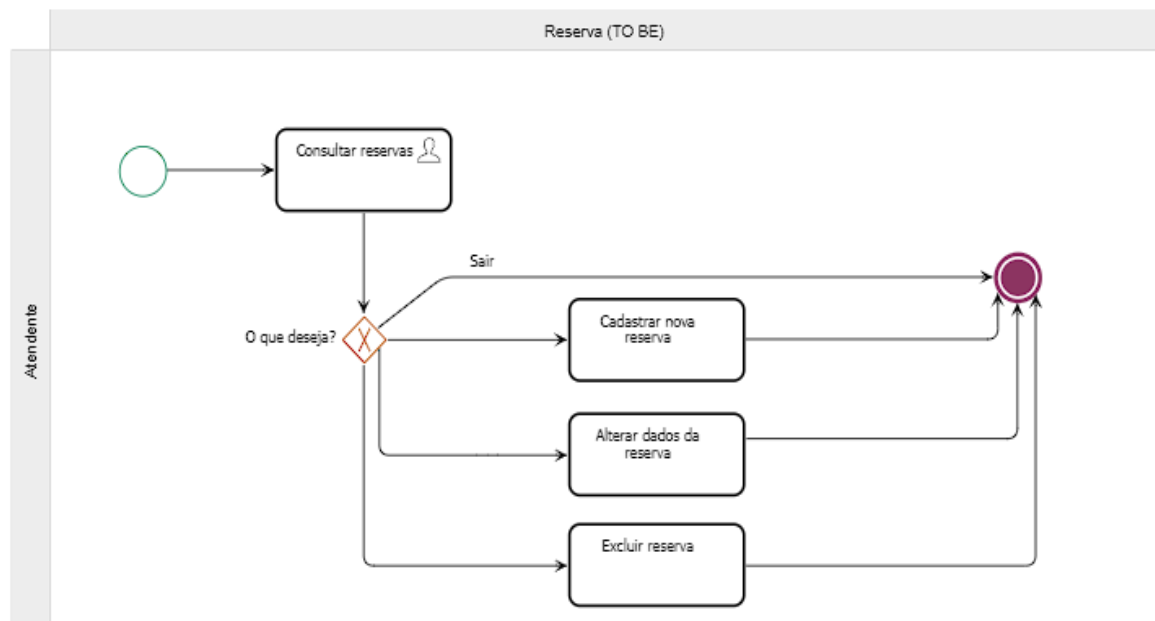 Reserva (TO BE)
Atendente
Consultar reservas
Sair
O que deseja?
Cadastrar nova
reserva
Alterar dados da
reserva
Excluir reserva